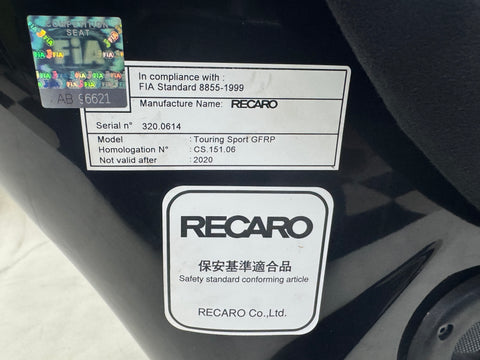 COMPETITION
SEAT
FIA
AB 96621
In compliance with :
FIA Standard 8855-1999
Manufacture Name: RECARO
Serial n° 320.0614
Model : Touring Sport GFRP
Homologation N° : CS.151.06
Not valid after : 2020
RECARO
保安基準適合品
Safety standard conforming article
RECARO Co.,Ltd.